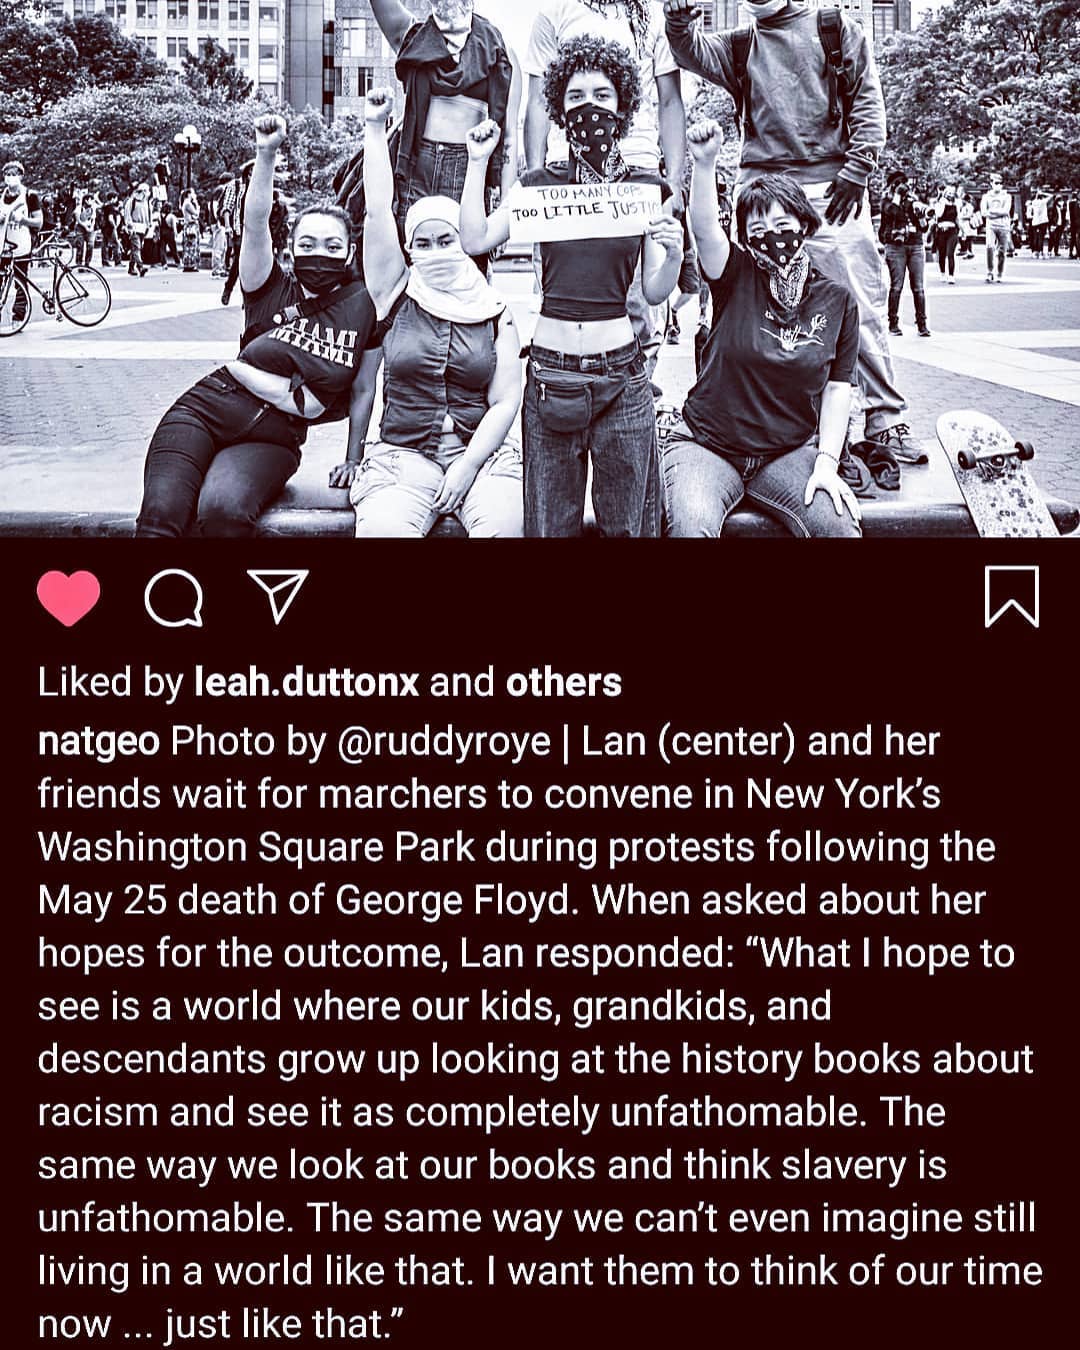 TOO MANY COPS
TOO LITTLE JUSTIC
MIAMI
MIAMI
Liked by leah.duttonx and others
natgeo Photo by @ruddyroye | Lan (center) and her
friends wait for marchers to convene in New York’s
Washington Square Park during protests following the
May 25 death of George Floyd. When asked about her
hopes for the outcome, Lan responded: “What I hope to
see is a world where our kids, grandkids, and
descendants grow up looking at the history books about
racism and see it as completely unfathomable. The
same way we look at our books and think slavery is
unfathomable. The same way we can’t even imagine still
living in a world like that. I want them to think of our time
now ... just like that.”